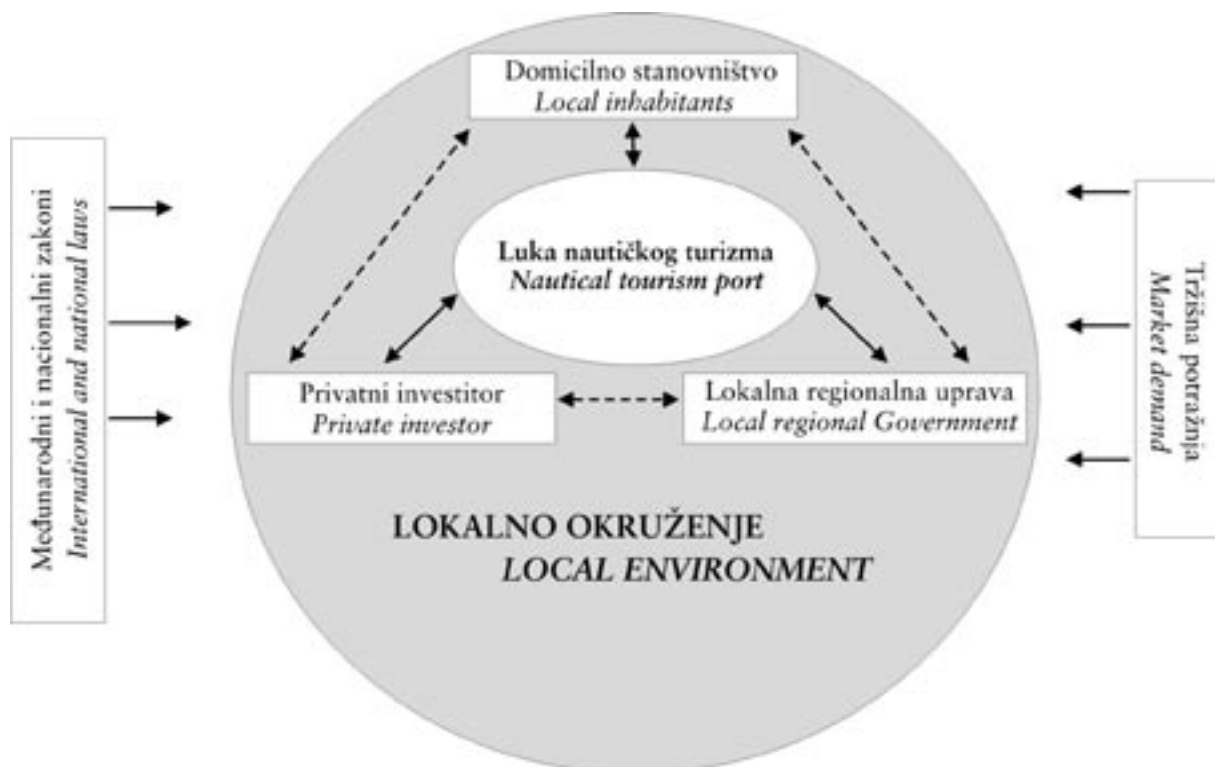 Domicilno stanovništvo
Local inhabitants
Međunarodni i nacionalni zakoni
International and national laws
Luka nautičkog turizma
Nautical tourism port
Tržišna potražnja
Market demand
Privatni investitor
Private investor
Lokalna regionalna uprava
Local regional Government
LOKALNO OKRUŽENJE
LOCAL ENVIRONMENT